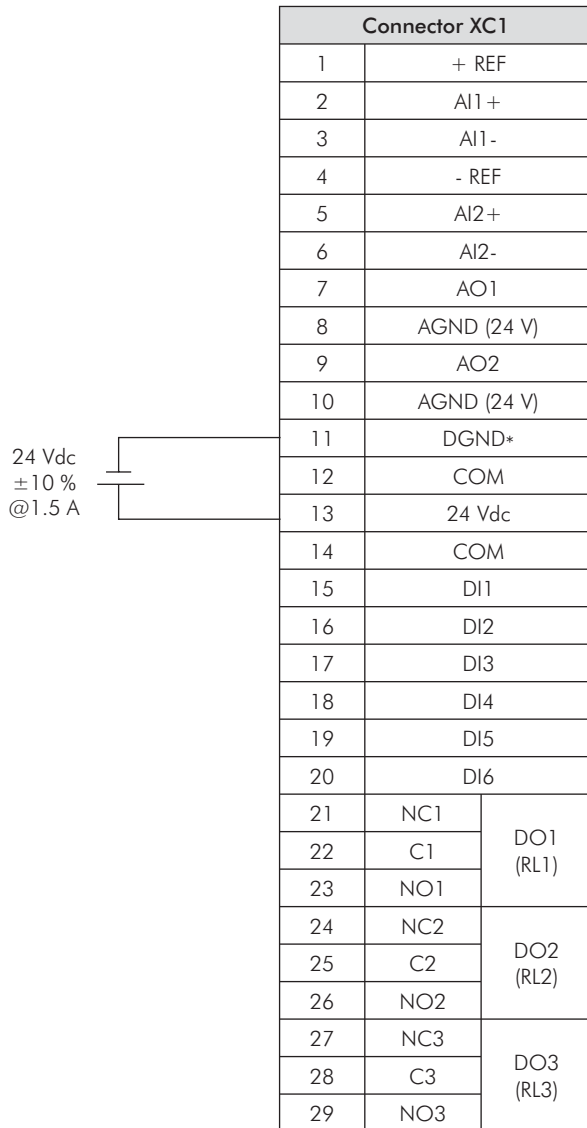 Connector XC1
1 + REF
2 AI1+
3 AI1-
4 - REF
5 AI2+
6 AI2-
7 AO1
8 AGND (24 V)
9 AO2
10 AGND (24 V)
11 DGND*
12 COM
13 24 Vdc
14 COM
15 DI1
16 DI2
17 DI3
18 DI4
19 DI5
20 DI6
21 NC1
22 C1
23 NO1
DO1
(RL1)
24 NC2
25 C2
26 NO2
DO2
(RL2)
27 NC3
28 C3
29 NO3
DO3
(RL3)
24 Vdc
±10 %
@1.5 A